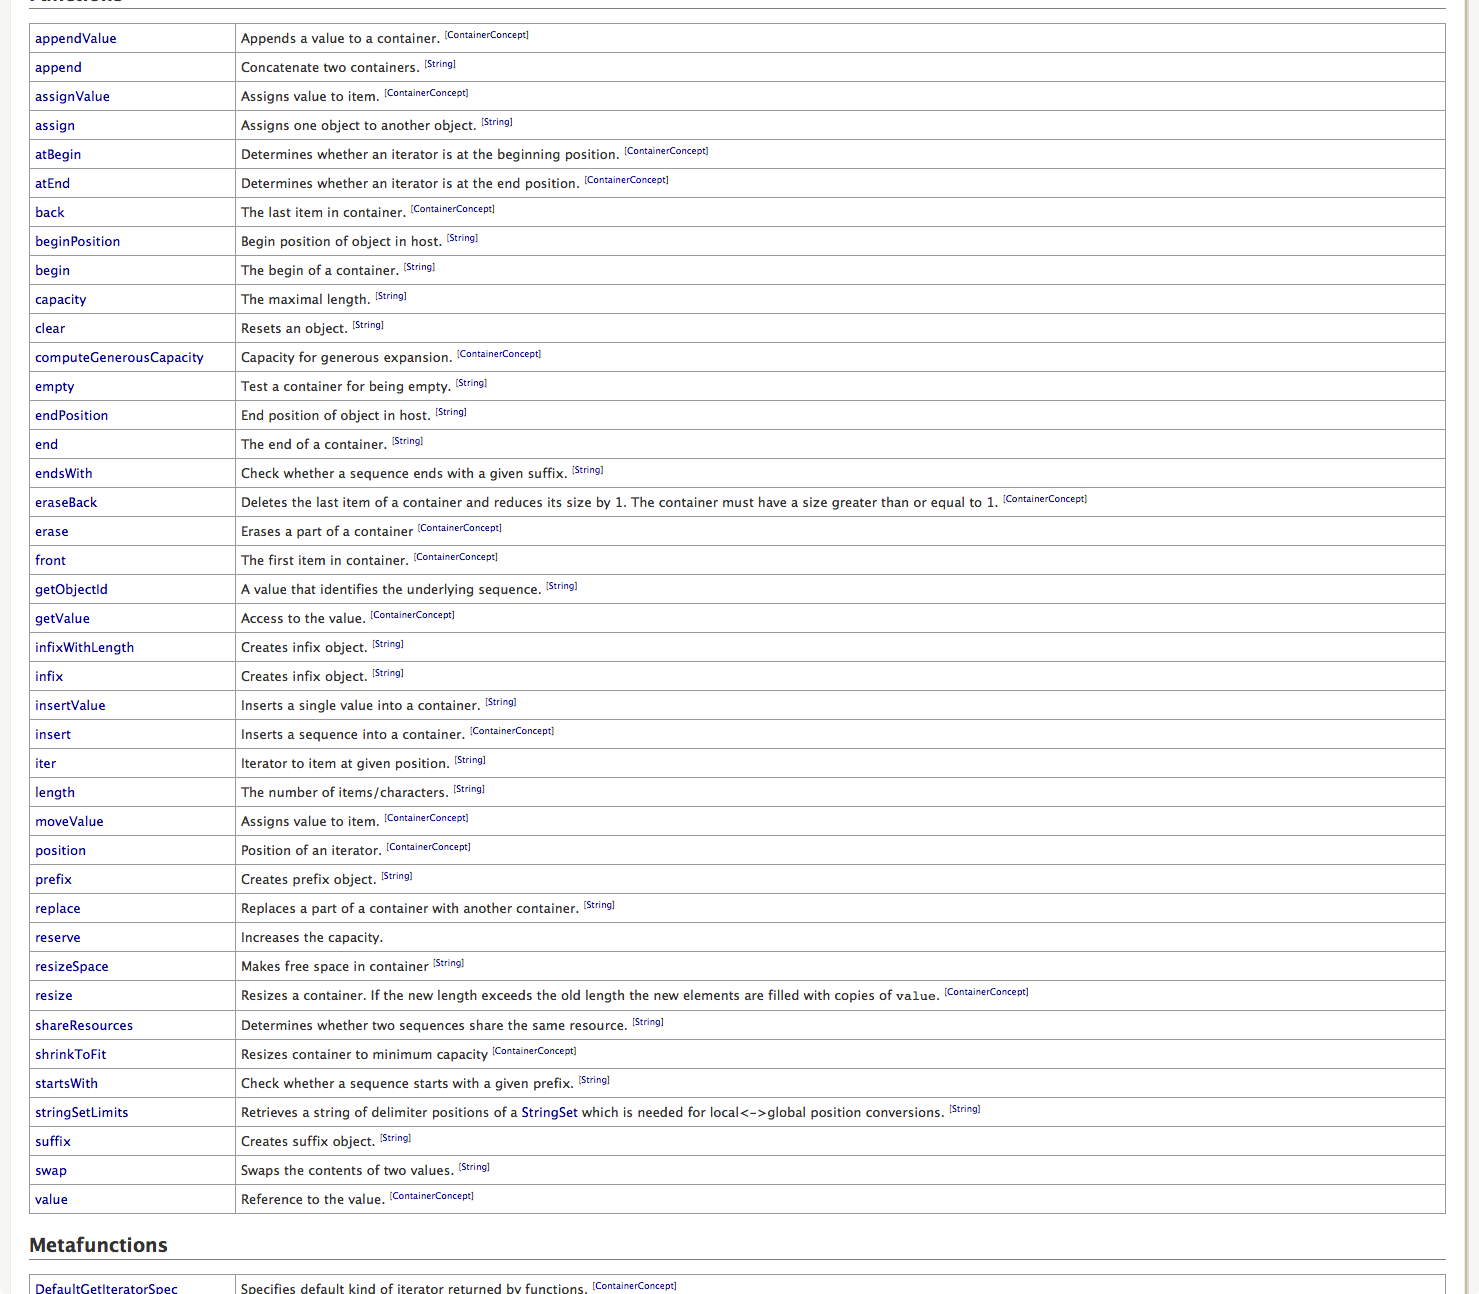 Functions
appendValue Appends a value to a container. [ContainerConcept]
append Concatenate two containers. [String]
assignValue Assigns value to item. [ContainerConcept]
assign Assigns one object to another object. [String]
atBegin Determines whether an iterator is at the beginning position. [ContainerConcept]
atEnd Determines whether an iterator is at the end position. [ContainerConcept]
back The last item in container. [ContainerConcept]
beginPosition Begin position of object in host. [String]
begin The begin of a container. [String]
capacity The maximal length. [String]
clear Resets an object. [String]
computeGenerousCapacity Capacity for generous expansion. [ContainerConcept]
empty Test a container for being empty. [String]
endPosition End position of object in host. [String]
end The end of a container. [String]
endsWith Check whether a sequence ends with a given suffix. [String]
eraseBack Deletes the last item of a container and reduces its size by 1. The container must have a size greater than or equal to 1. [ContainerConcept]
erase Erases a part of a container [ContainerConcept]
front The first item in container. [ContainerConcept]
getObjectId A value that identifies the underlying sequence. [String]
getValue Access to the value. [ContainerConcept]
infixWithLength Creates infix object. [String]
infix Creates infix object. [String]
insertValue Inserts a single value into a container. [String]
insert Inserts a sequence into a container. [ContainerConcept]
iter Iterator to item at given position. [String]
length The number of items/characters. [String]
moveValue Assigns value to item. [ContainerConcept]
position Position of an iterator. [ContainerConcept]
prefix Creates prefix object. [String]
replace Replaces a part of a container with another container. [String]
reserve Increases the capacity.
resizeSpace Makes free space in container [String]
resize Resizes a container. If the new length exceeds the old length the new elements are filled with copies of value. [ContainerConcept]
shareResources Determines whether two sequences share the same resource. [String]
shrinkToFit Resizes container to minimum capacity [ContainerConcept]
startsWith Check whether a sequence starts with a given prefix. [String]
stringSetLimits Retrieves a string of delimiter positions of a StringSet which is needed for local<->global position conversions. [String]
suffix Creates suffix object. [String]
swap Swaps the contents of two values. [String]
value Reference to the value. [ContainerConcept]
Metafunctions
DefaultGetIteratorSpec Specifies default kind of iterator returned by functions. [ContainerConcept]